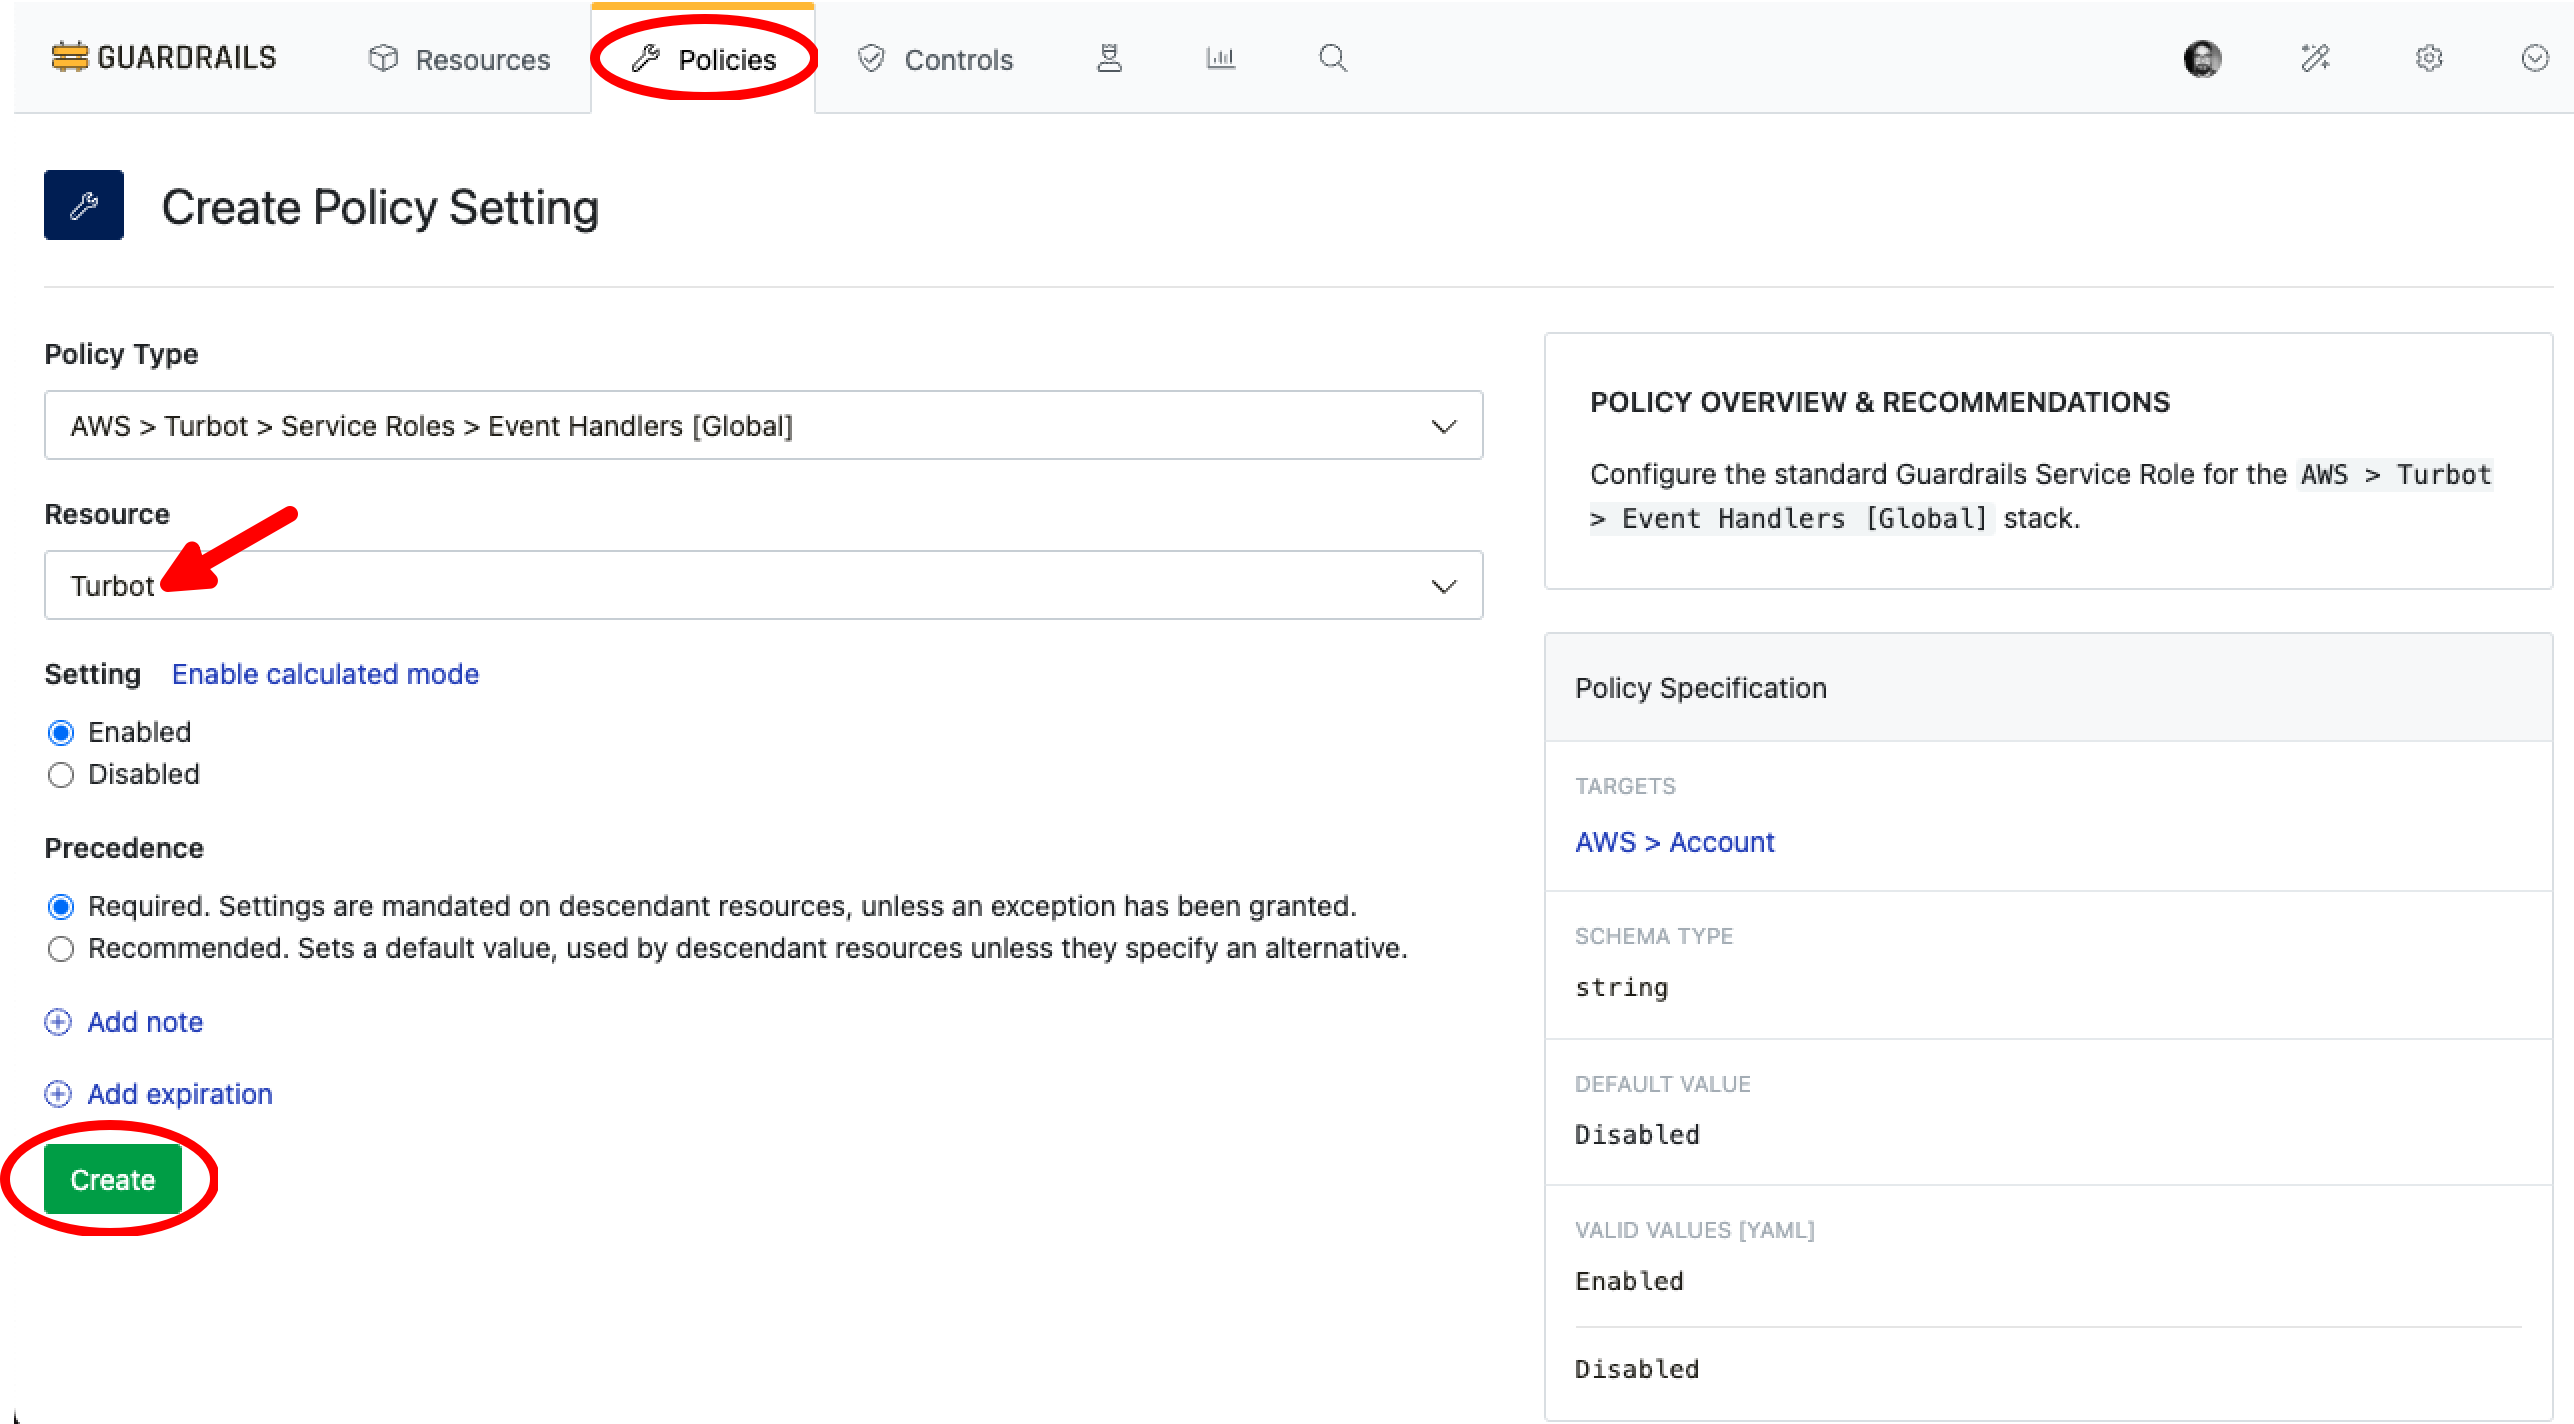 GUARDRAILS
Resources
Policies
Controls
Create Policy Setting
Policy Type
AWS > Turbot > Service Roles > Event Handlers [Global]
Resource
Turbot
Setting Enable calculated mode
Enabled
Disabled
Precedence
Required. Settings are mandated on descendant resources, unless an exception has been granted.
Recommended. Sets a default value, used by descendant resources unless they specify an alternative.
Add note
Add expiration
Create
POLICY OVERVIEW & RECOMMENDATIONS
Configure the standard Guardrails Service Role for the AWS > Turbot
> Event Handlers [Global] stack.
Policy Specification
TARGETS
AWS > Account
SCHEMA TYPE
string
DEFAULT VALUE
Disabled
VALID VALUES [YAML]
Enabled
Disabled